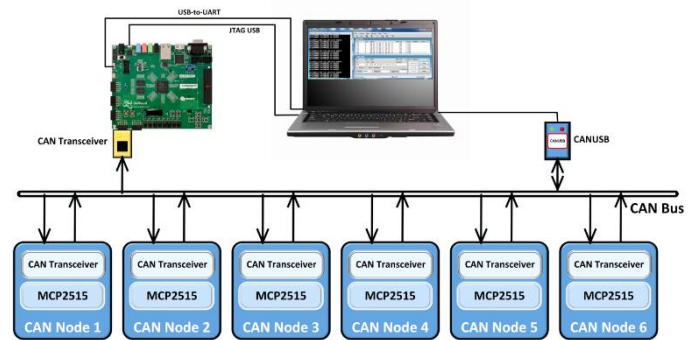 USB-to-UART
JTAG USB
CAN Transceiver
CANUSB
CANUSB
CAN Bus
CAN Transceiver
CAN Transceiver
CAN Transceiver
CAN Transceiver
CAN Transceiver
CAN Transceiver
MCP2515
MCP2515
MCP2515
MCP2515
MCP2515
MCP2515
CAN Node 1
CAN Node 2
CAN Node 3
CAN Node 4
CAN Node 5
CAN Node 6